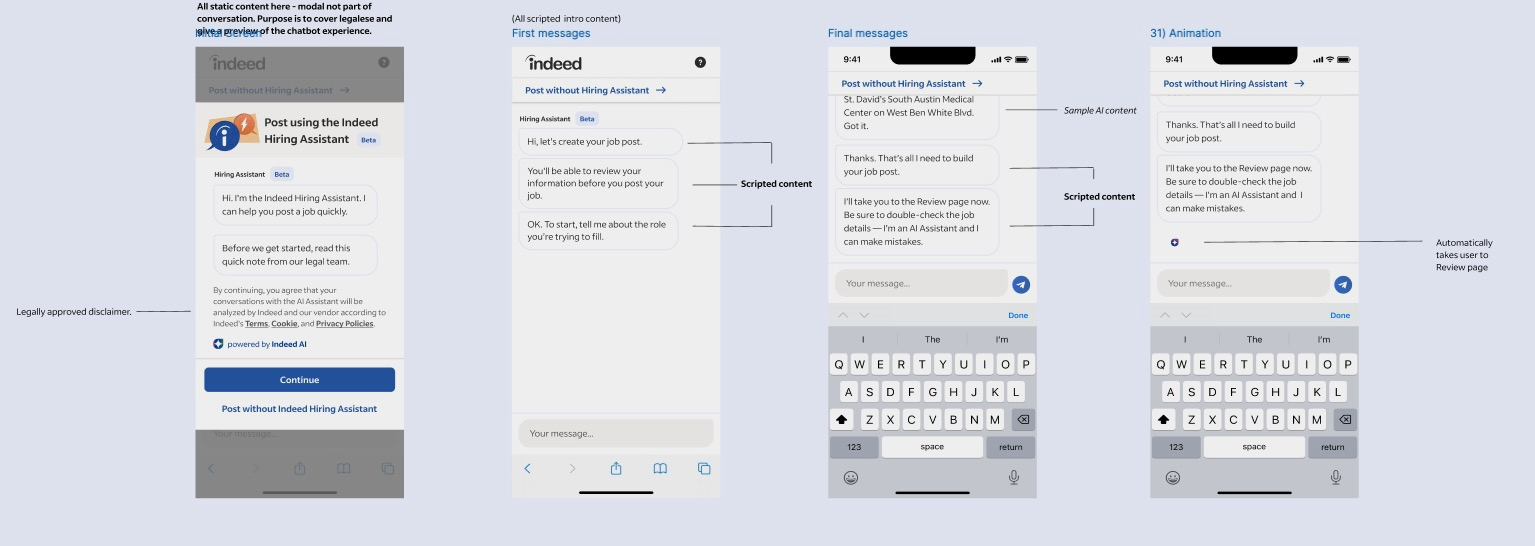 All static content here - modal not part of
conversation. Purpose is to cover legalese and
give a preview of the chatbot experience.
Initial Screen
indeed
?
Post without Hiring Assistant →
Post using the Indeed
Hiring Assistant Beta
Hiring Assistant Beta
Hi. I'm the Indeed Hiring Assistant. I
can help you post a job quickly.
Before we get started, read this
quick note from our legal team.
Legally approved disclaimer.
By continuing, you agree that your
conversations with the AI Assistant will be
analyzed by Indeed and our vendor according to
Indeed's Terms, Cookie, and Privacy Policies.
powered by Indeed AI
Continue
Post without Indeed Hiring Assistant
Your message...
(All scripted intro content)
First messages
indeed
?
Post without Hiring Assistant →
Hiring Assistant Beta
Hi, let's create your job post.
You'll be able to review your
information before you post your
job.
OK. To start, tell me about the role
you're trying to fill.
Scripted content
Your message...
Final messages
9:41
Post without Hiring Assistant →
St. David's South Austin Medical
Center on West Ben White Blvd.
Got it.
Sample AI content
Thanks. That's all I need to build
your job post.
I'll take you to the Review page now.
Be sure to double-check the job
details — I'm an AI Assistant and I
can make mistakes.
Scripted content
Your message...
Done
I The I'm
Q W E R T Y U I O P
A S D F G H J K L
Z X C V B N M
123 space return
31) Animation
9:41
Post without Hiring Assistant →
Thanks. That's all I need to build
your job post.
I'll take you to the Review page now.
Be sure to double-check the job
details — I'm an AI Assistant and I
can make mistakes.
Automatically
takes user to
Review page
Your message...
Done
I The I'm
Q W E R T Y U I O P
A S D F G H J K L
Z X C V B N M
123 space return